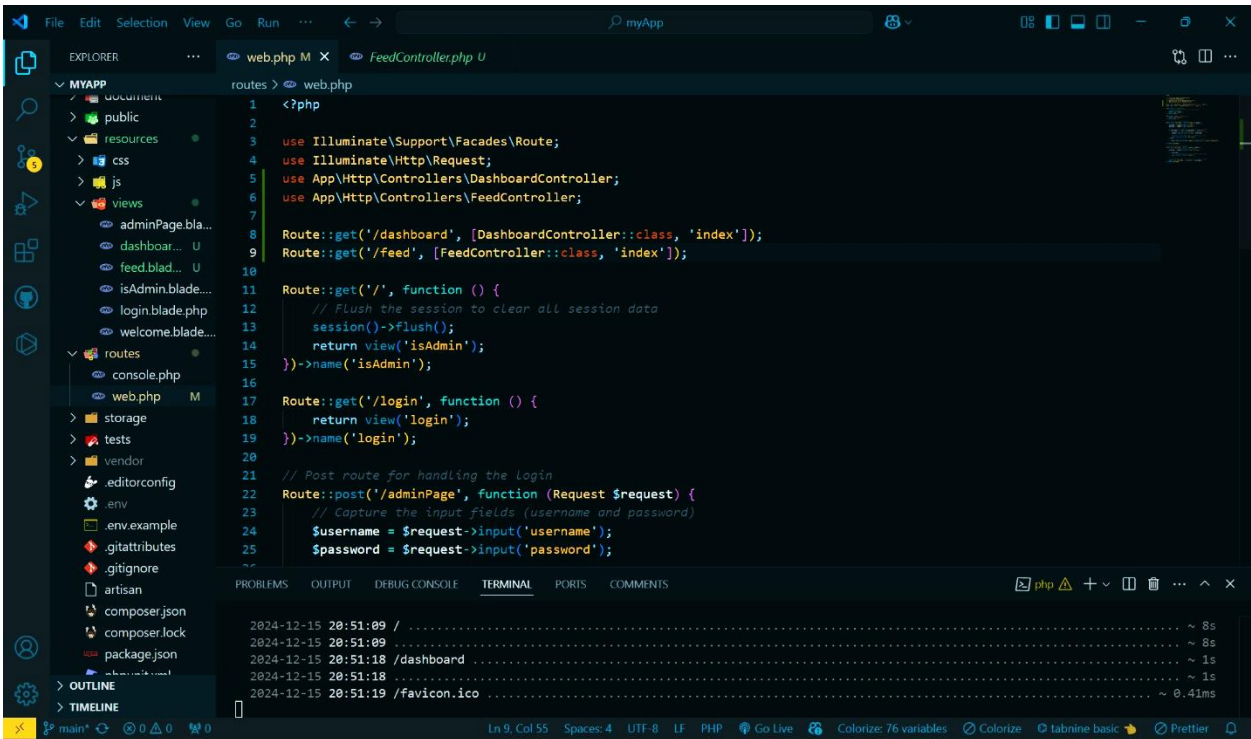 File Edit Selection View Go Run ··· myApp
EXPLORER ···
MYAPP
document
public
resources
css
js
views
adminPage.bla...
dashboar... U
feed.blad... U
isAdmin.blade....
login.blade.php
welcome.blade....
routes
console.php
web.php M
storage
tests
vendor
.editorconfig
.env
.env.example
.gitattributes
.gitignore
artisan
composer.json
composer.lock
package.json
phpunit.xml
OUTLINE
TIMELINE
5
web.php M FeedController.php U
routes > web.php
1 <?php
2
3 use Illuminate\Support\Facades\Route;
4 use Illuminate\Http\Request;
5 use App\Http\Controllers\DashboardController;
6 use App\Http\Controllers\FeedController;
7
8 Route::get('/dashboard', [DashboardController::class, 'index']);
9 Route::get('/feed', [FeedController::class, 'index']);
10
11 Route::get('/', function () {
12 // Flush the session to clear all session data
13 session()->flush();
14 return view('isAdmin');
15 })->name('isAdmin');
16
17 Route::get('/login', function () {
18 return view('login');
19 })->name('login');
20
21 // Post route for handling the login
22 Route::post('/adminPage', function (Request $request) {
23 // Capture the input fields (username and password)
24 $username = $request->input('username');
25 $password = $request->input('password');
PROBLEMS OUTPUT DEBUG CONSOLE TERMINAL PORTS COMMENTS php
2024-12-15 20:51:09 / ........ ~ 8s
2024-12-15 20:51:09 ........ ~ 8s
2024-12-15 20:51:18 /dashboard ........ ~ 1s
2024-12-15 20:51:18 ........ ~ 1s
2024-12-15 20:51:19 /favicon.ico ........ ~ 0.41ms
main* 0 0 0 Ln 9, Col 55 Spaces: 4 UTF-8 LF PHP Go Live Colorize: 76 variables Colorize tabnine basic Prettier